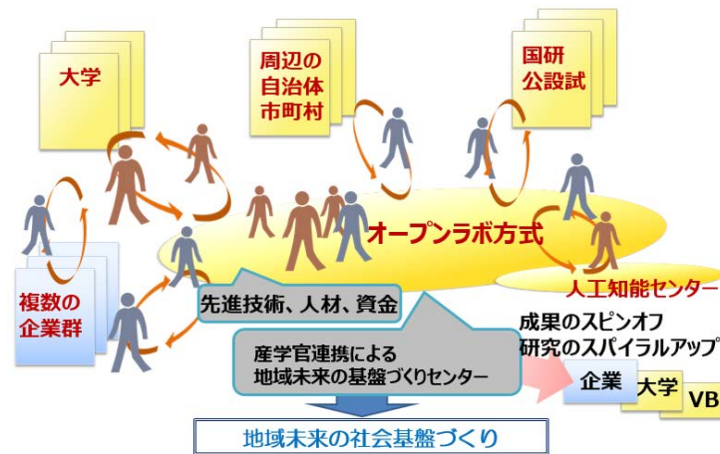 大学
周辺の
自治体
市町村
国研
公設試
オープンラボ方式
複数の
企業群
人工知能センター
先進技術、人材、資金
成果のスピンオフ
研究のスパイラルアップ
産学官連携による
地域未来の基盤づくりセンター
企業
大学
VB
地域未来の社会基盤づくり